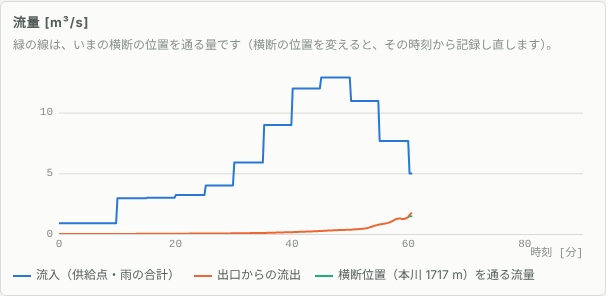 流量 [m³/s]
緑の線は、いまの横断の位置を通る量です（横断の位置を変えると、その時刻から記録し直します）。
10
5
0
0 20 40 60 80
時刻 [分]
流入（供給点・雨の合計） 出口からの流出 横断位置（本川 1717 m）を通る流量